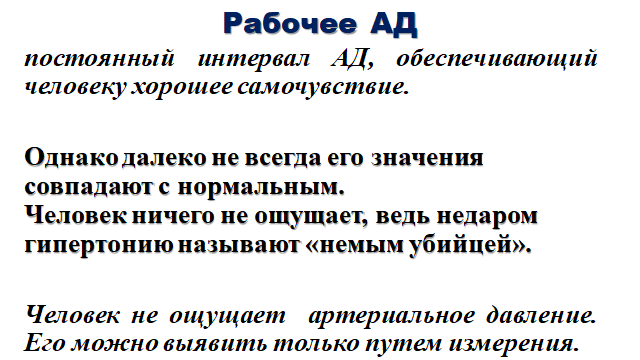 Рабочее АД
постоянный интервал АД, обеспечивающий
человеку хорошее самочувствие.
Однако далеко не всегда его значения
совпадают с нормальным.
Человек ничего не ощущает, ведь недаром
гипертонию называют «немым убийцей».
Человек не ощущает артериальное давление.
Его можно выявить только путем измерения.